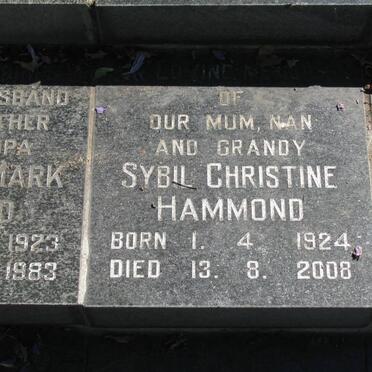 USBAND
THER
PA
MARK
D
1923
1983
OF
OUR MUM, NAN
AND GRANDY
SYBIL CHRISTINE
HAMMOND
BORN 1. 4 1924
DIED 13. 8. 2008